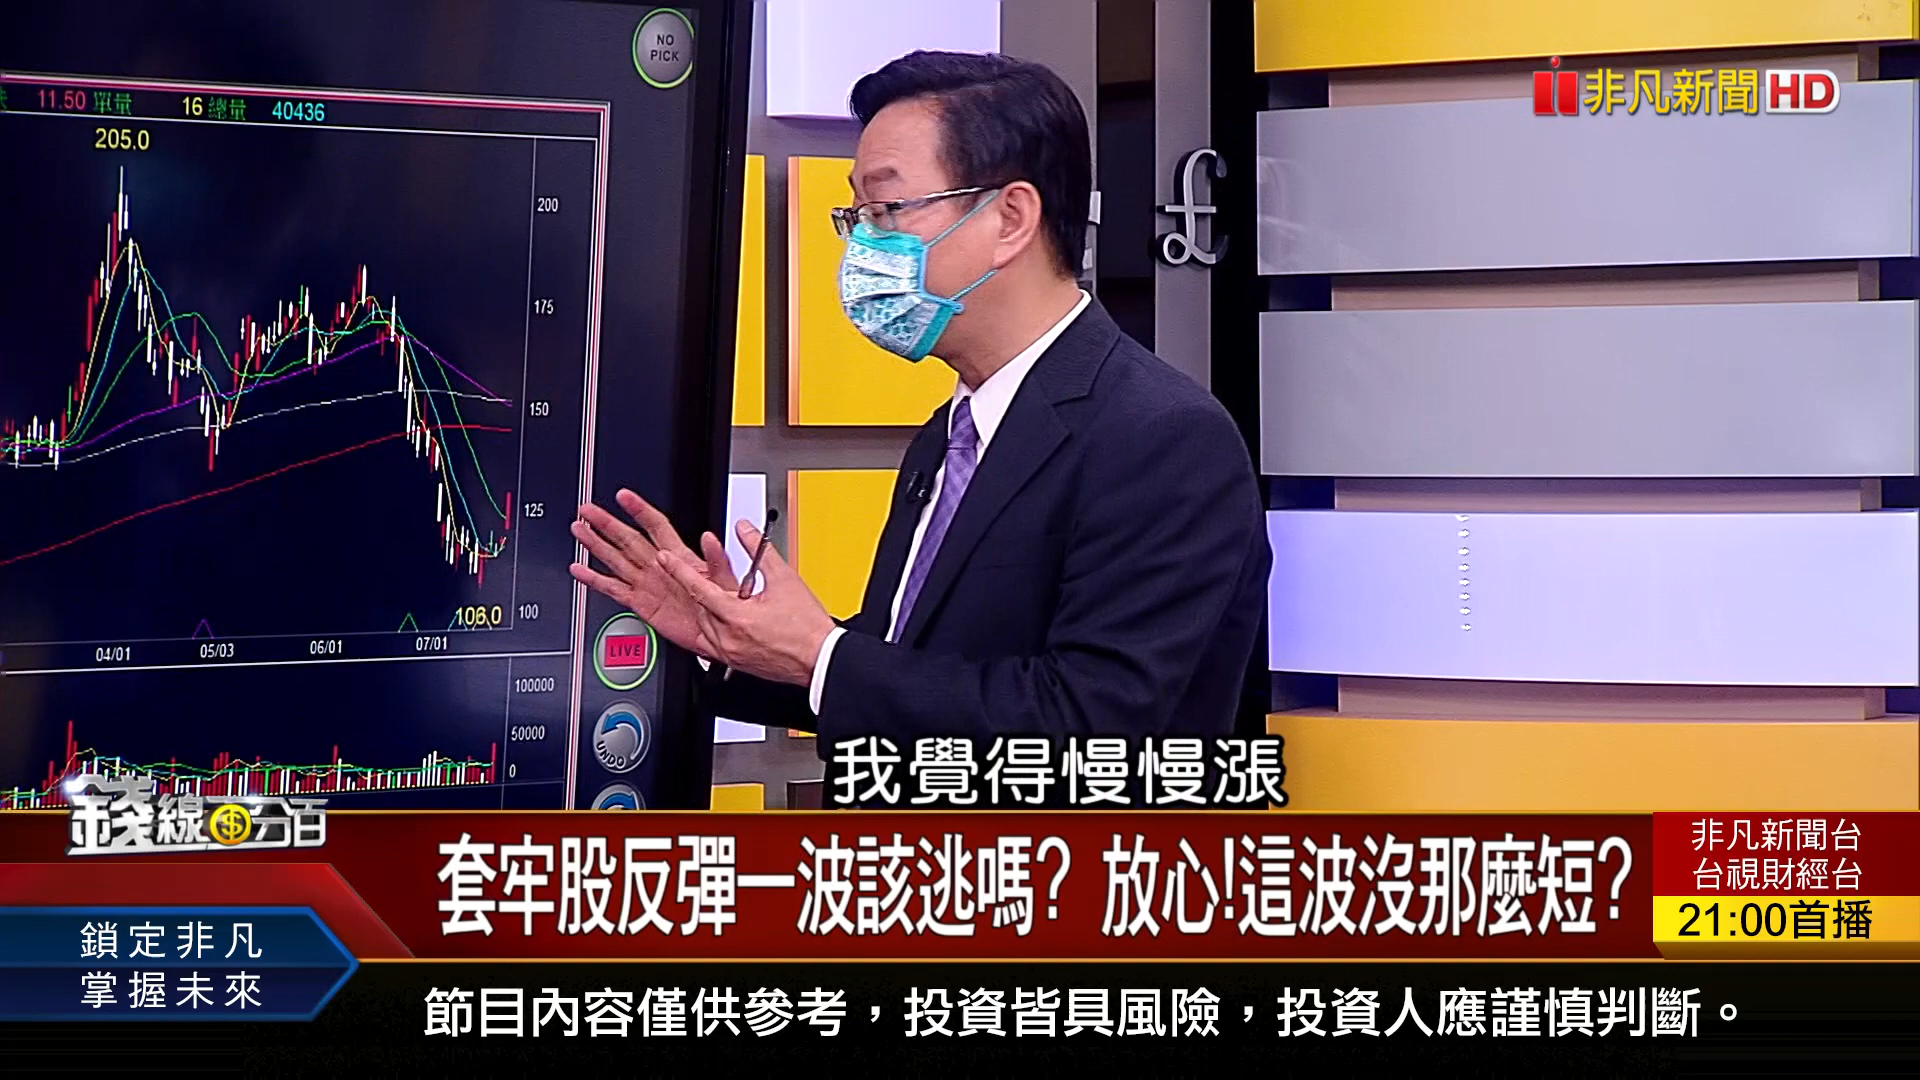 NO
PICK
非凡新聞HD
11.50 單量 16 總量 40436
205.0
200
175
150
125
100
106.0
04/01 05/03 06/01 07/01
100000
50000
0
LIVE
UNDO
£
我覺得慢慢漲
錢線百分百
套牢股反彈一波該逃嗎? 放心!這波沒那麼短?
非凡新聞台
台視財經台
21:00首播
鎖定非凡
掌握未來
節目內容僅供參考，投資皆具風險，投資人應謹慎判斷。